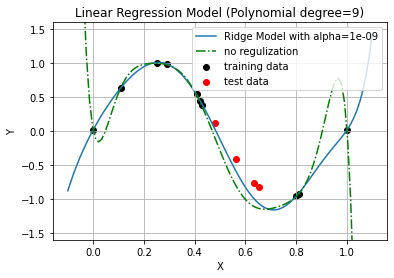 Linear Regression Model (Polynomial degree=9)
Ridge Model with alpha=1e-09
no regulization
training data
test data
1.5
1.0
0.5
0.0
−0.5
−1.0
−1.5
Y
0.0
0.2
0.4
0.6
0.8
1.0
X